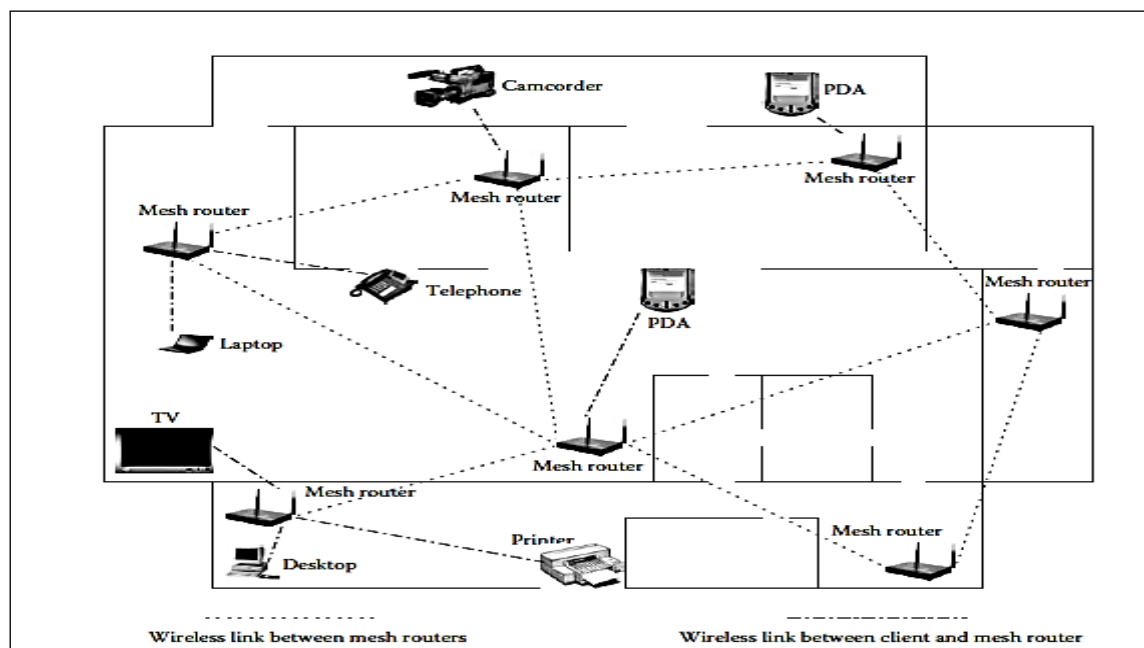 Camcorder
PDA
Mesh router
Mesh router
Mesh router
Telephone
PDA
Mesh router
Laptop
TV
Mesh router
Mesh router
Mesh router
Printer
Desktop
Wireless link between mesh routers
Wireless link between client and mesh router